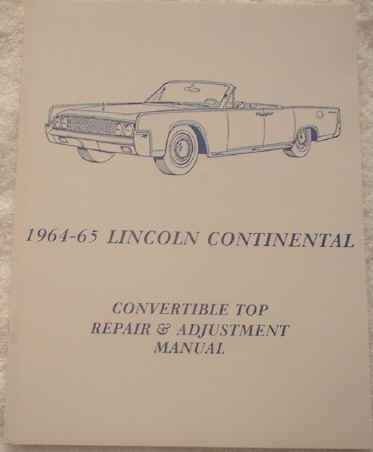 1964-65 LINCOLN CONTINENTAL
CONVERTIBLE TOP
REPAIR & ADJUSTMENT
MANUAL